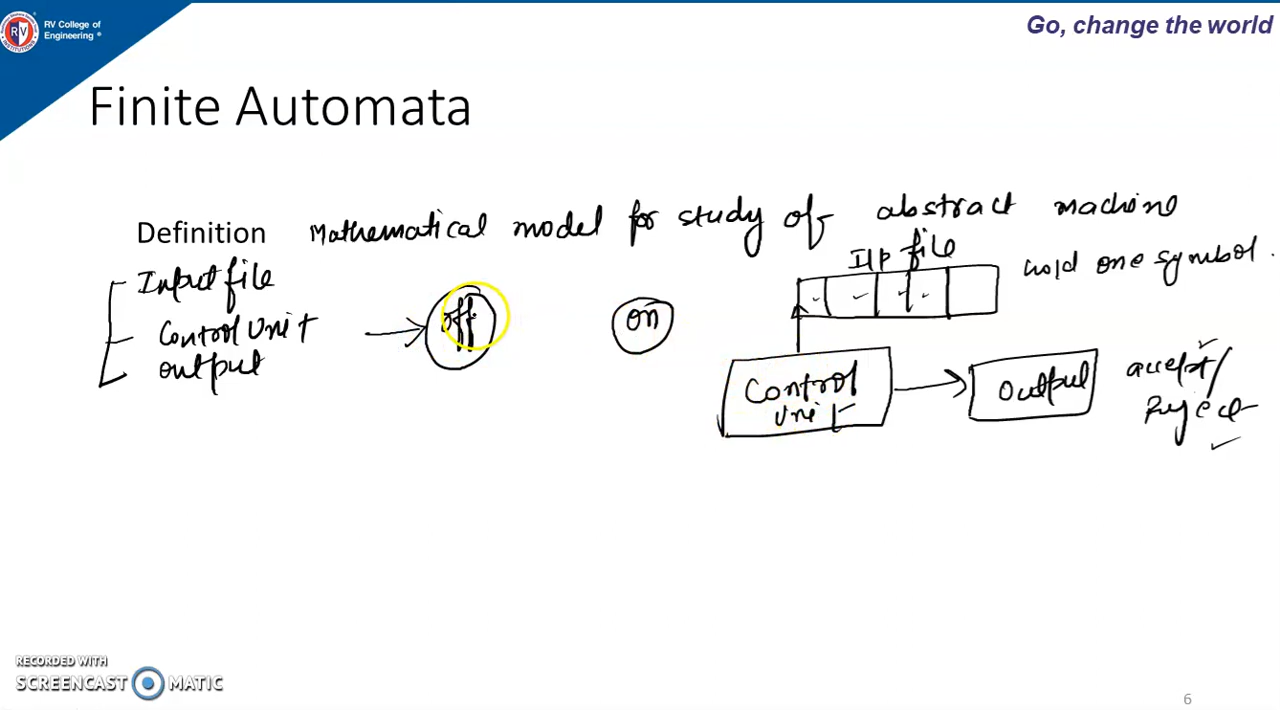 RV College of
Engineering
Go, change the world
Finite Automata
Definition Mathematical model for study of abstract machine
Input file
Control Unit
output
off
on
I/p file
hold one symbol.
Control
Unit
Output
accept/
Reject
RECORDED WITH
SCREENCAST MATIC
6